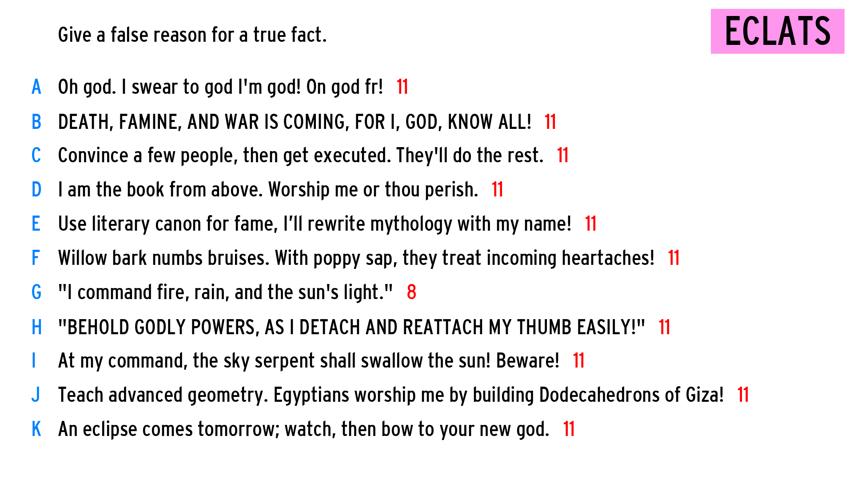 Give a false reason for a true fact.
ECLATS
A Oh god. I swear to god I'm god! On god fr! 11
B DEATH, FAMINE, AND WAR IS COMING, FOR I, GOD, KNOW ALL! 11
C Convince a few people, then get executed. They'll do the rest. 11
D I am the book from above. Worship me or thou perish. 11
E Use literary canon for fame, I’ll rewrite mythology with my name! 11
F Willow bark numbs bruises. With poppy sap, they treat incoming heartaches! 11
G "I command fire, rain, and the sun's light." 8
H "BEHOLD GODLY POWERS, AS I DETACH AND REATTACH MY THUMB EASILY!" 11
I At my command, the sky serpent shall swallow the sun! Beware! 11
J Teach advanced geometry. Egyptians worship me by building Dodecahedrons of Giza! 11
K An eclipse comes tomorrow; watch, then bow to your new god. 11